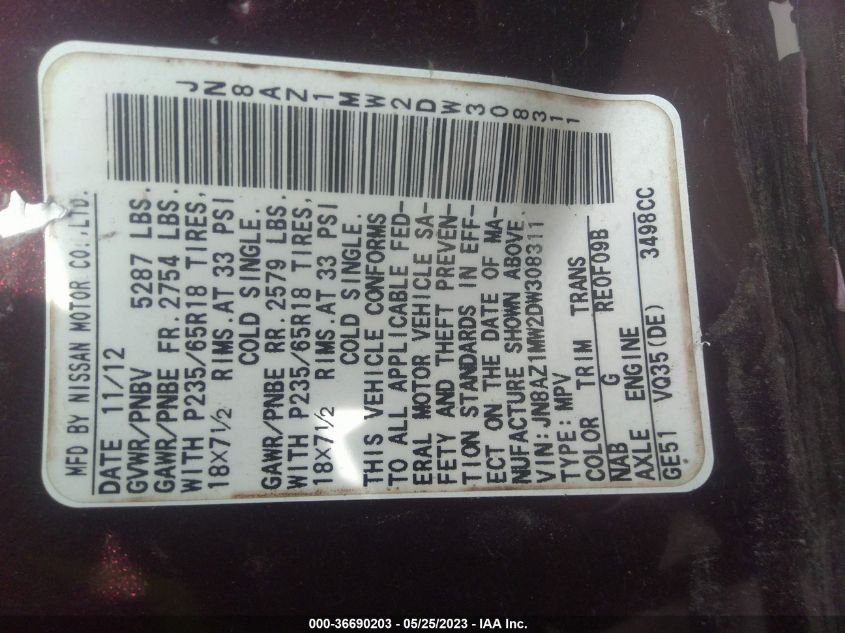 MFD BY NISSAN MOTOR CO.,LTD.
DATE 11/12
GVWR/PNBV 5287 LBS.
GAWR/PNBE FR. 2754 LBS.
WITH P235/65R18 TIRES,
18×7½ RIMS.AT 33 PSI
COLD SINGLE.
GAWR/PNBE RR. 2579 LBS.
WITH P235/65R18 TIRES,
18×7½ RIMS.AT 33 PSI
COLD SINGLE.
THIS VEHICLE CONFORMS
TO ALL APPLICABLE FED-
ERAL MOTOR VEHICLE SA-
FETY AND THEFT PREVEN-
TION STANDARDS IN EFF-
ECT ON THE DATE OF MA-
NUFACTURE SHOWN ABOVE.
VIN: JN8AZ1MW2DW308311
TYPE: MPV
COLOR TRIM TRANS
NAB G RE0F09B
AXLE ENGINE
GE51 VQ35(DE) 3498CC
JN8AZ1MW2DW308311
000-36690203 - 05/25/2023 - IAA Inc.